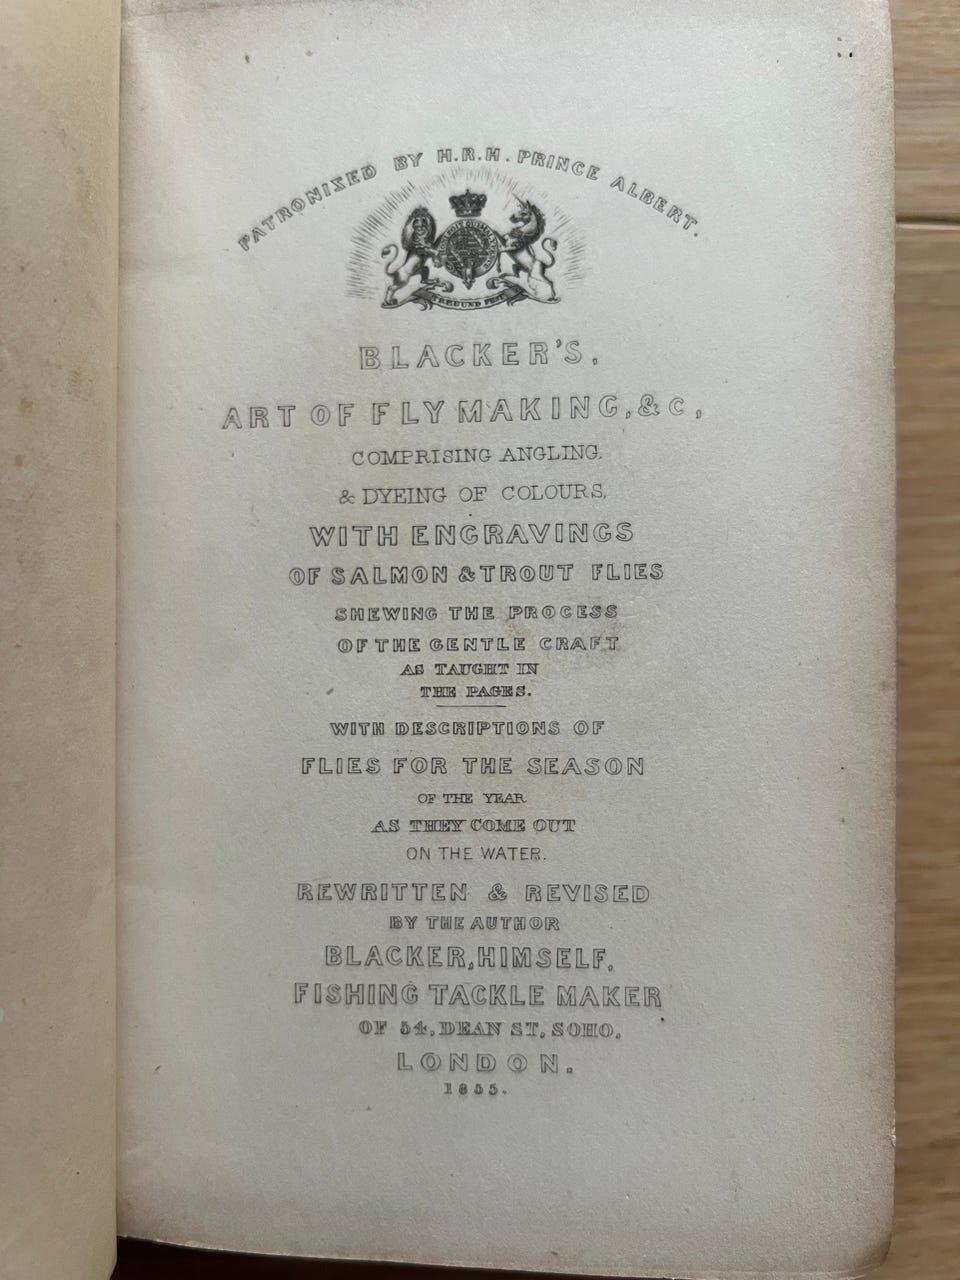 PATRONIZED BY H.R.H. PRINCE ALBERT.
BLACKER'S,
ART OF FLY MAKING, &C,
COMPRISING ANGLING.
& DYEING OF COLOURS,
WITH ENGRAVINGS
OF SALMON & TROUT FLIES
SHEWING THE PROCESS
OF THE GENTLE CRAFT
AS TAUGHT IN
THE PAGES.
WITH DESCRIPTIONS OF
FLIES FOR THE SEASON
OF THE YEAR
AS THEY COME OUT
ON THE WATER.
REWRITTEN & REVISED
BY THE AUTHOR
BLACKER, HIMSELF,
FISHING TACKLE MAKER
OF 54, DEAN ST, SOHO,
LONDON.
1855.